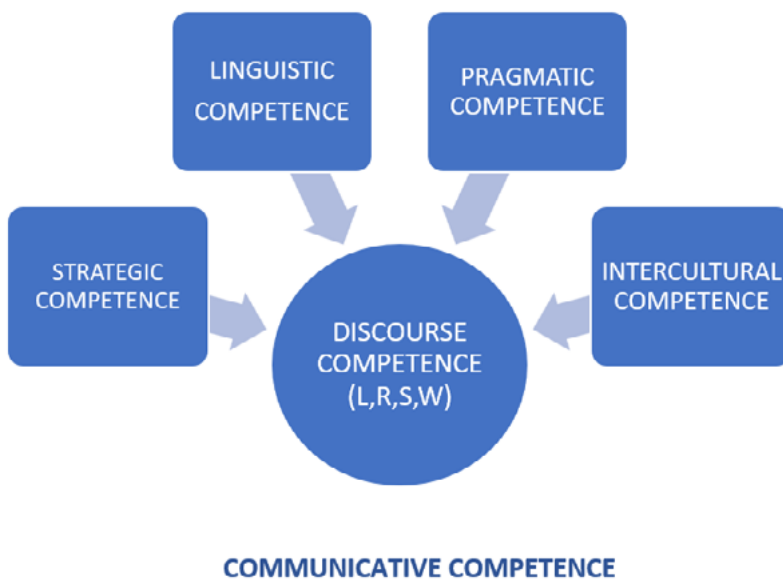 LINGUISTIC
COMPETENCE
PRAGMATIC
COMPETENCE
STRATEGIC
COMPETENCE
INTERCULTURAL
COMPETENCE
DISCOURSE
COMPETENCE
(L,R,S,W)
COMMUNICATIVE COMPETENCE